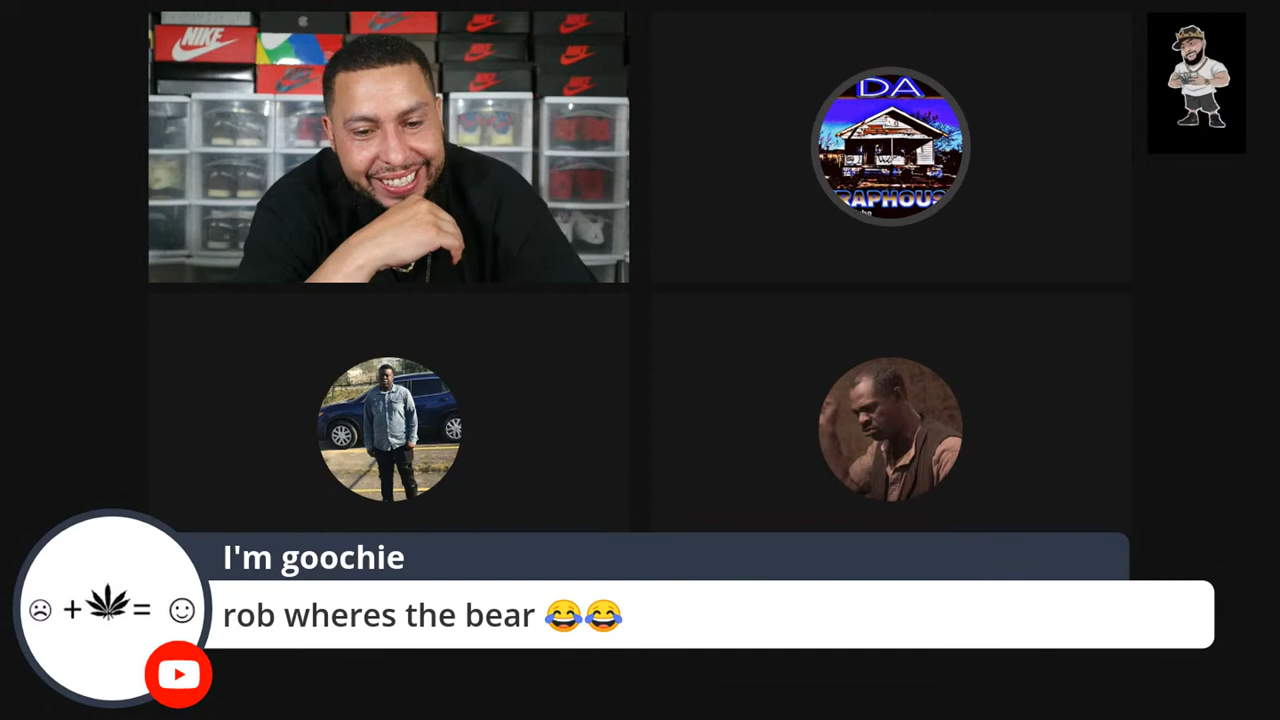 NIKE
DA
RAPHOUS
I'm goochie
rob wheres the bear 😂😂